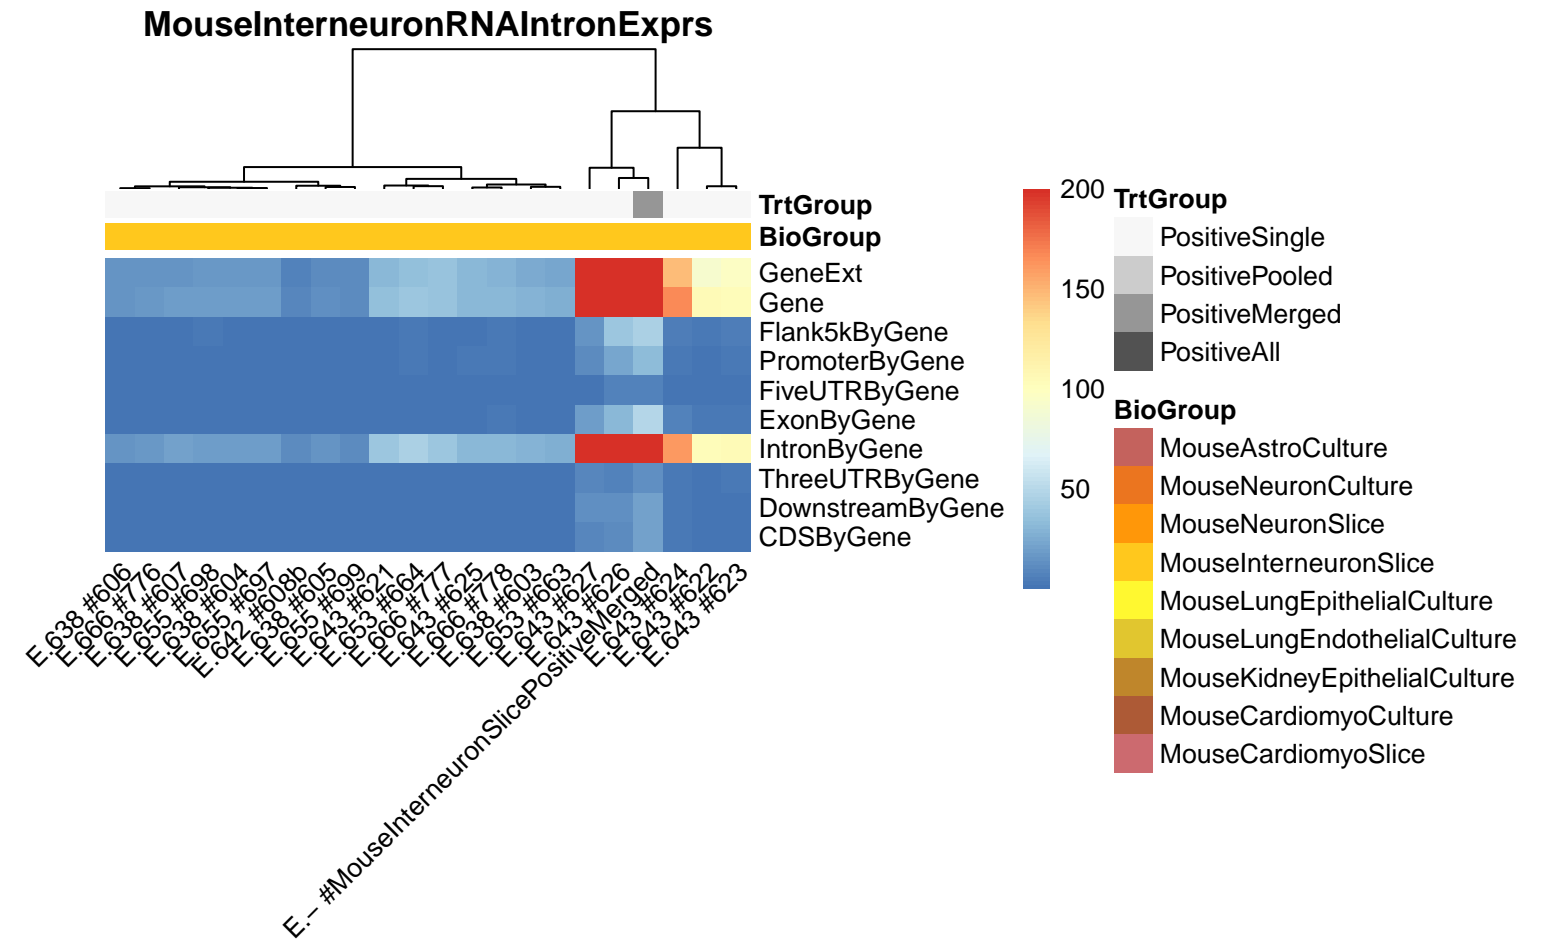 MouseInterneuronRNAIntronExprs
TrtGroup
BioGroup
GeneExt
Gene
Flank5kByGene
PromoterByGene
FiveUTRByGene
ExonByGene
IntronByGene
ThreeUTRByGene
DownstreamByGene
CDSByGene
E.638 #606
E.666 #776
E.638 #607
E.655 #698
E.638 #604
E.655 #697
E.642 #608b
E.638 #605
E.655 #699
E.643 #621
E.653 #664
E.666 #777
E.643 #625
E.666 #778
E.638 #603
E.653 #663
E.643 #627
E.643 #626
E.− #MouseInterneuronSlicePositiveMerged
E.643 #624
E.643 #622
E.643 #623
200
150
100
50
TrtGroup
PositiveSingle
PositivePooled
PositiveMerged
PositiveAll
BioGroup
MouseAstroCulture
MouseNeuronCulture
MouseNeuronSlice
MouseInterneuronSlice
MouseLungEpithelialCulture
MouseLungEndothelialCulture
MouseKidneyEpithelialCulture
MouseCardiomyoCulture
MouseCardiomyoSlice